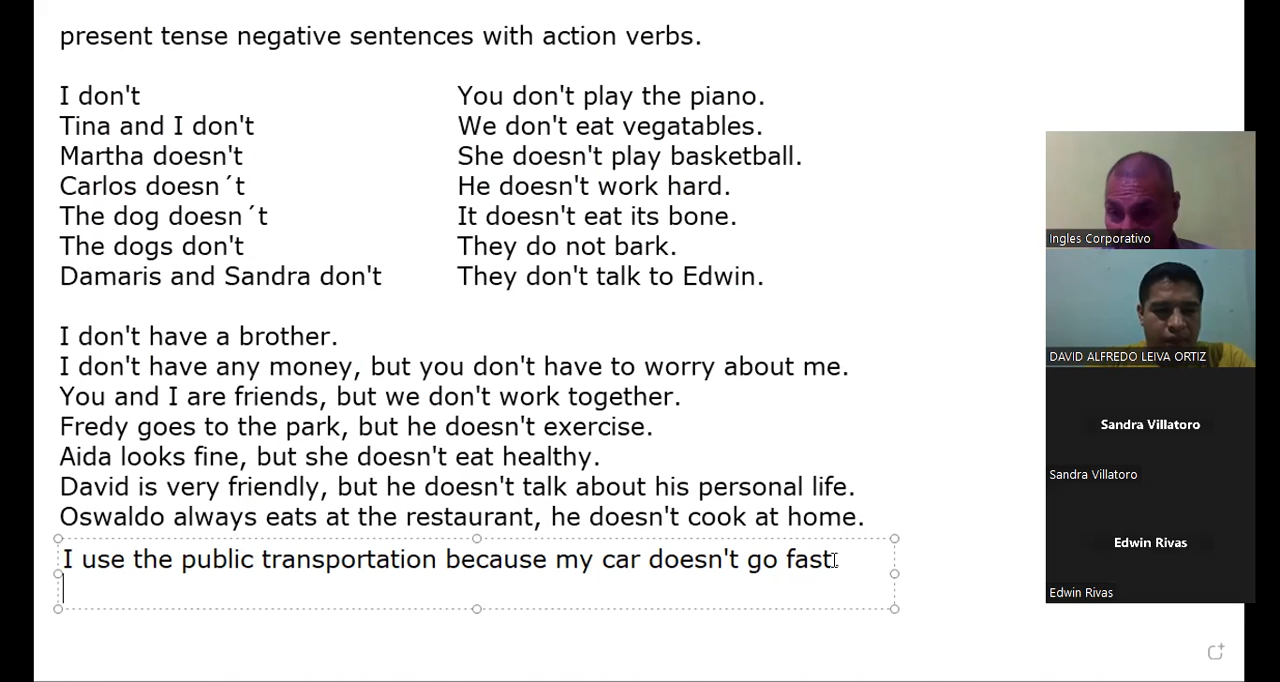 present tense negative sentences with action verbs.
I don't
You don't play the piano.
Tina and I don't
We don't eat vegatables.
Martha doesn't
She doesn't play basketball.
Carlos doesn´t
He doesn't work hard.
The dog doesn´t
It doesn't eat its bone.
The dogs don't
They do not bark.
Damaris and Sandra don't
They don't talk to Edwin.
I don't have a brother.
I don't have any money, but you don't have to worry about me.
You and I are friends, but we don't work together.
Fredy goes to the park, but he doesn't exercise.
Aida looks fine, but she doesn't eat healthy.
David is very friendly, but he doesn't talk about his personal life.
Oswaldo always eats at the restaurant, he doesn't cook at home.
I use the public transportation because my car doesn't go fast.
Ingles Corporativo
DAVID ALFREDO LEIVA ORTIZ
Sandra Villatoro
Sandra Villatoro
Edwin Rivas
Edwin Rivas